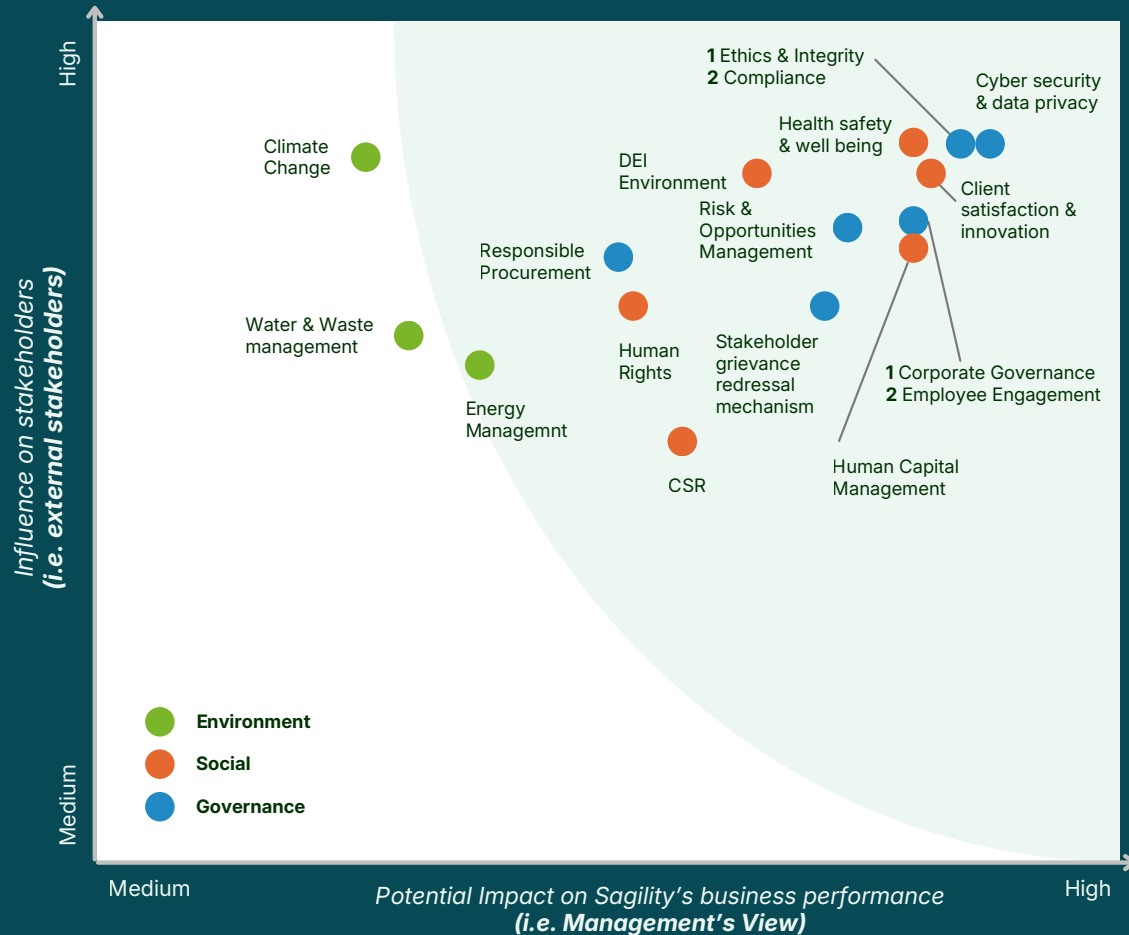 High
Influence on stakeholders
(i.e. external stakeholders)
Medium
1 Ethics & Integrity
2 Compliance
Cyber security
& data privacy
Health safety
& well being
Climate
Change
DEI
Environment
Client
satisfaction &
innovation
Risk &
Opportunities
Management
Responsible
Procurement
Water & Waste
management
Human
Rights
Stakeholder
grievance
redressal
mechanism
1 Corporate Governance
2 Employee Engagement
Energy
Managemnt
CSR
Human Capital
Management
Environment
Social
Governance
Medium
Potential Impact on Sagility’s business performance
(i.e. Management’s View)
High